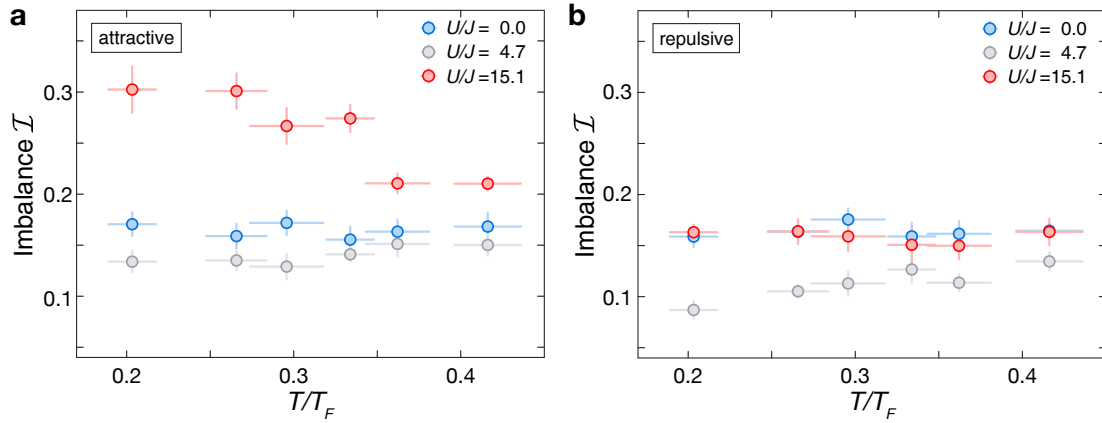 a
attractive
U/J = 0.0
U/J = 4.7
U/J =15.1
Imbalance ℐ
0.3
0.2
0.1
0.2
0.3
0.4
T/T_F
b
repulsive
U/J = 0.0
U/J = 4.7
U/J =15.1
Imbalance ℐ
0.3
0.2
0.1
0.2
0.3
0.4
T/T_F